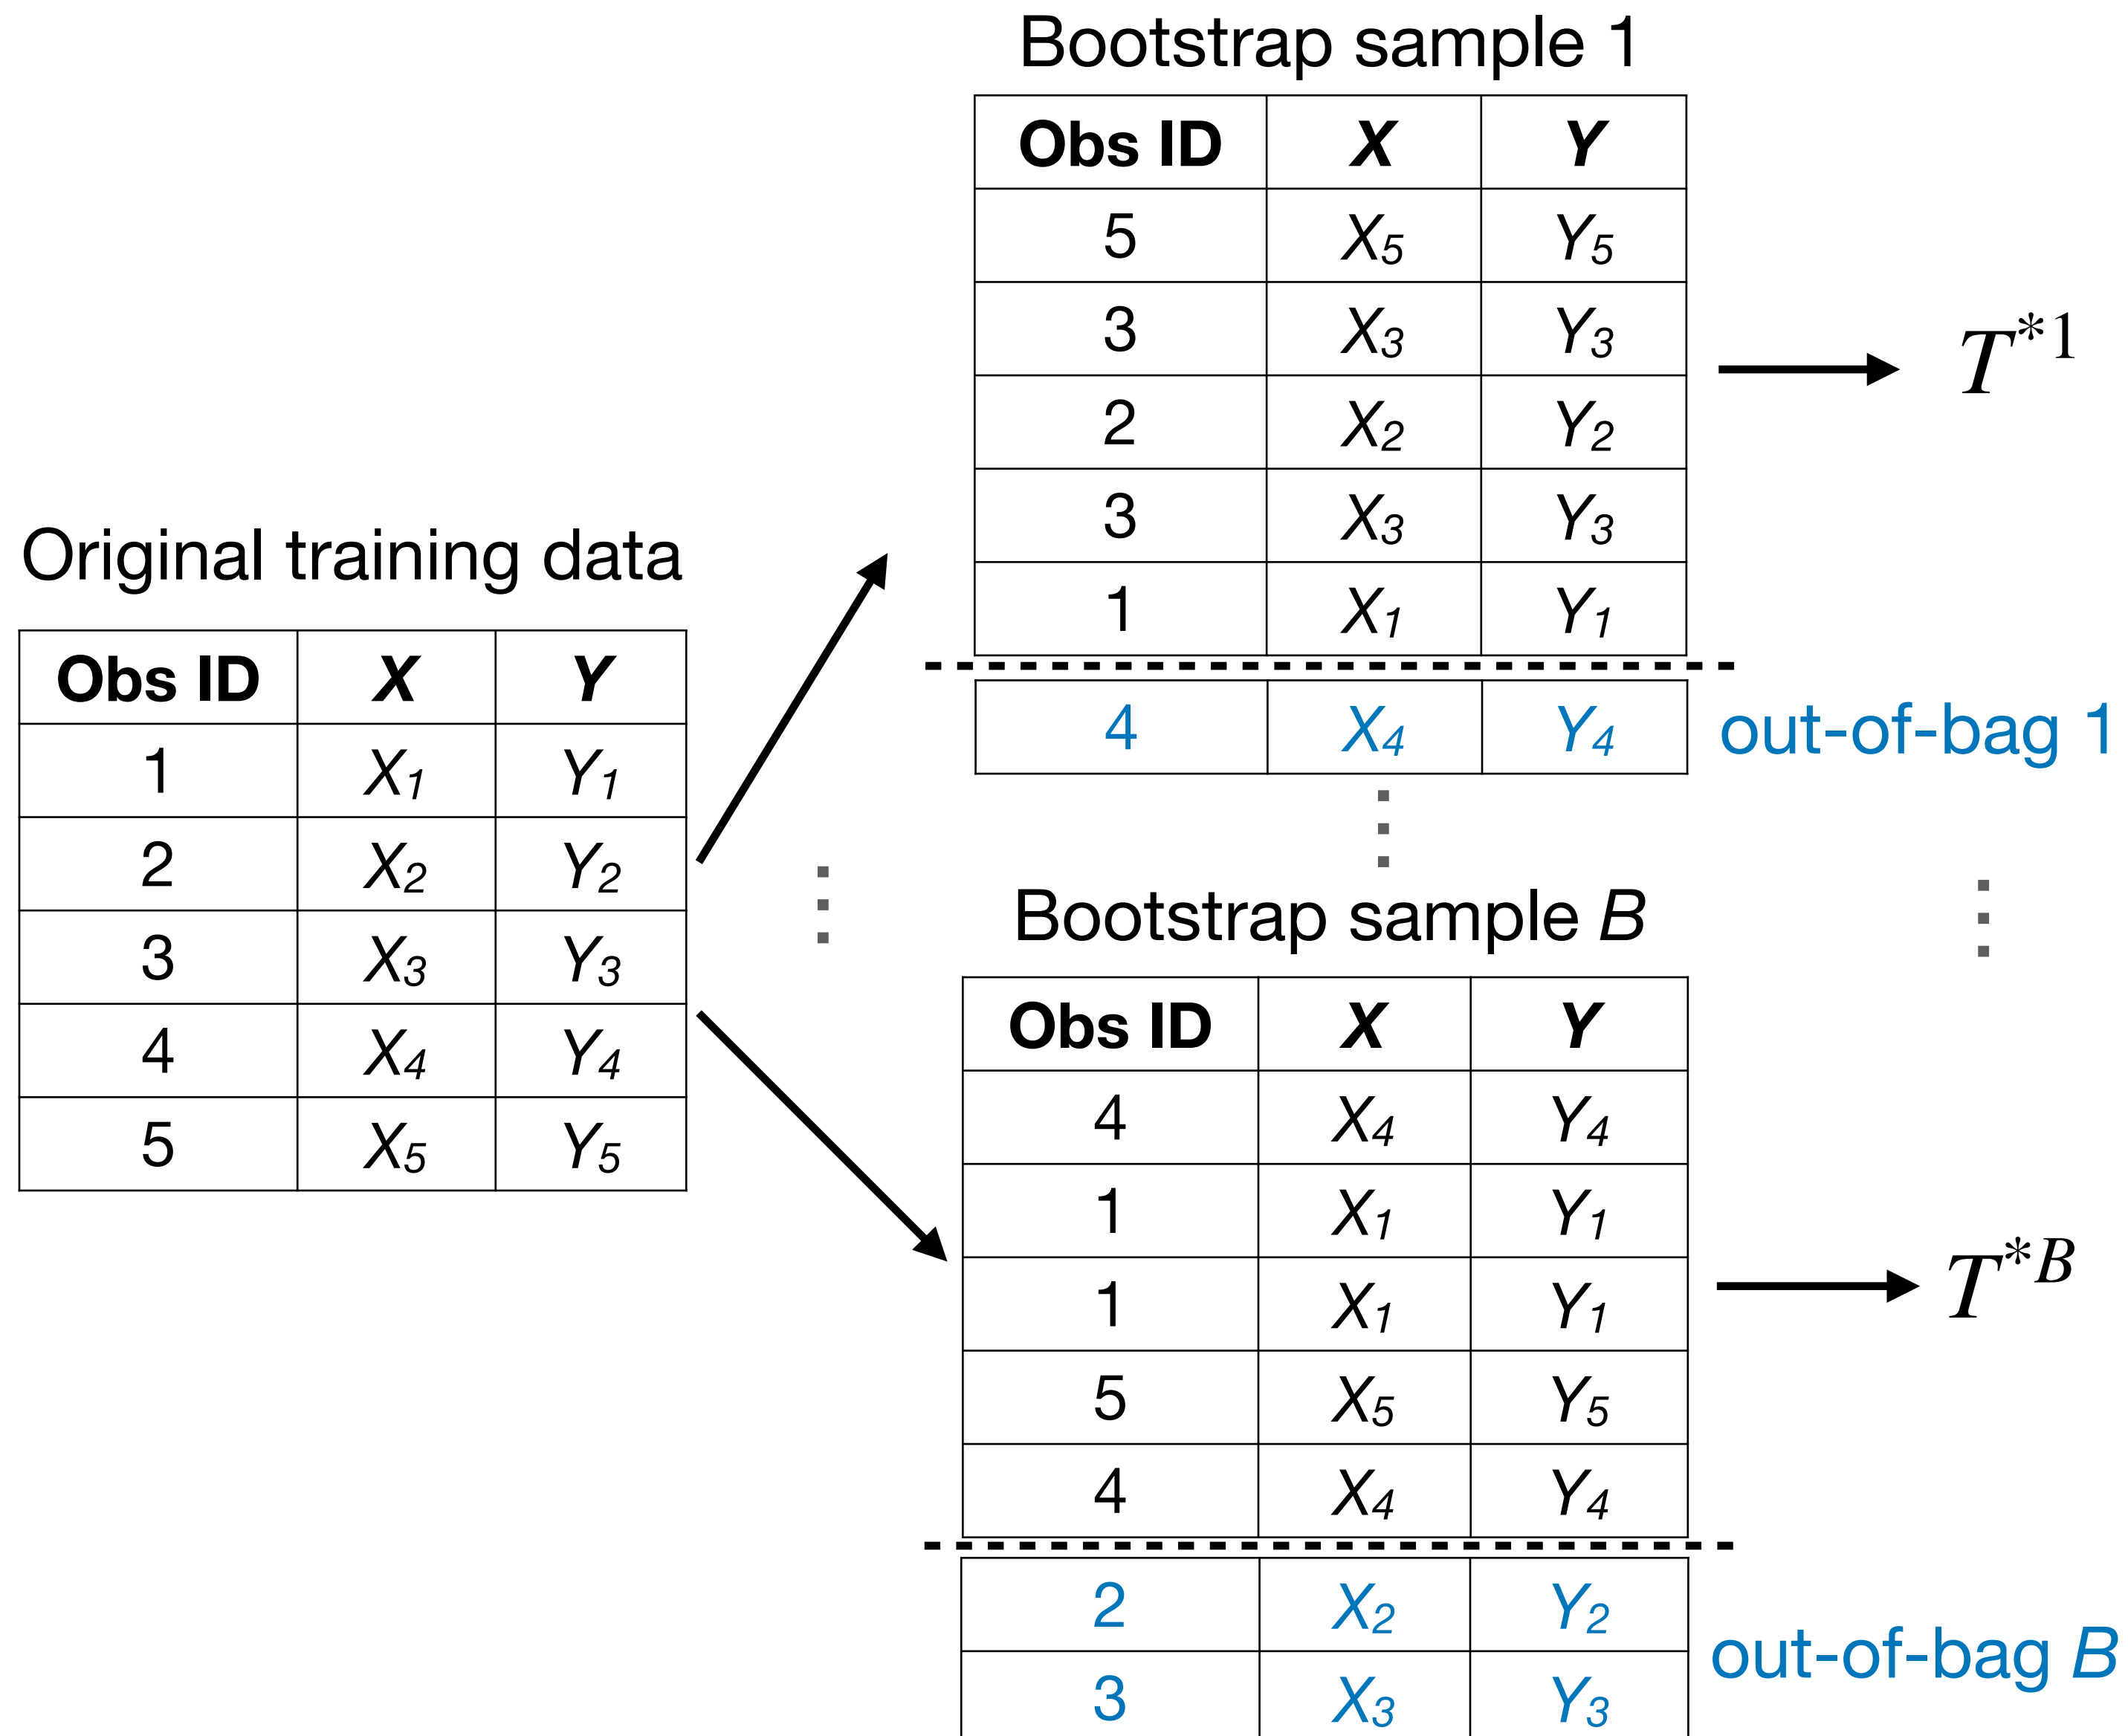 Original training data
Obs ID X Y
1 X1 Y1
2 X2 Y2
3 X3 Y3
4 X4 Y4
5 X5 Y5
Bootstrap sample 1
Obs ID X Y
5 X5 Y5
3 X3 Y3
2 X2 Y2
3 X3 Y3
1 X1 Y1
4 X4 Y4 out-of-bag 1
T*1
Bootstrap sample B
Obs ID X Y
4 X4 Y4
1 X1 Y1
1 X1 Y1
5 X5 Y5
4 X4 Y4
2 X2 Y2
3 X3 Y3
out-of-bag B
T*B